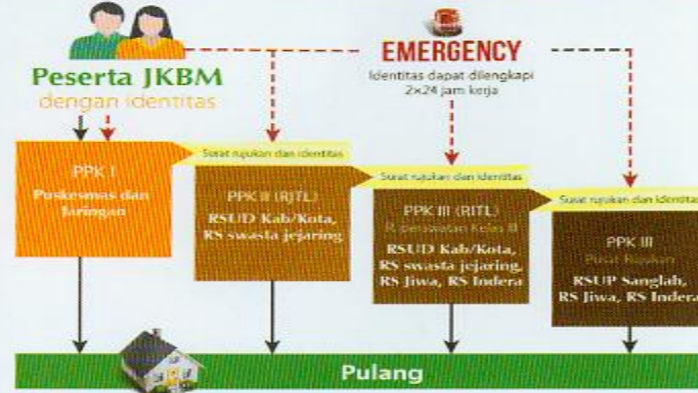 Peserta JKBM
dengan identitas
EMERGENCY
Identitas dapat dilengkapi
2x24 jam kerja
PPK I
Puskesmas dan
Jaringan
Surat rujukan dan identitas
PPK II (RJTL)
RSUD Kab/Kota,
RS swasta jejaring
Surat rujukan dan identitas
PPK III (RITL)
R. perawatan Kelas III
RSUD Kab/Kota,
RS swasta jejaring,
RS Jiwa, RS Indera
Surat rujukan dan identitas
PPK III
Pusat Rujukan
RSUP Sanglah,
RS Jiwa, RS Indera
Pulang